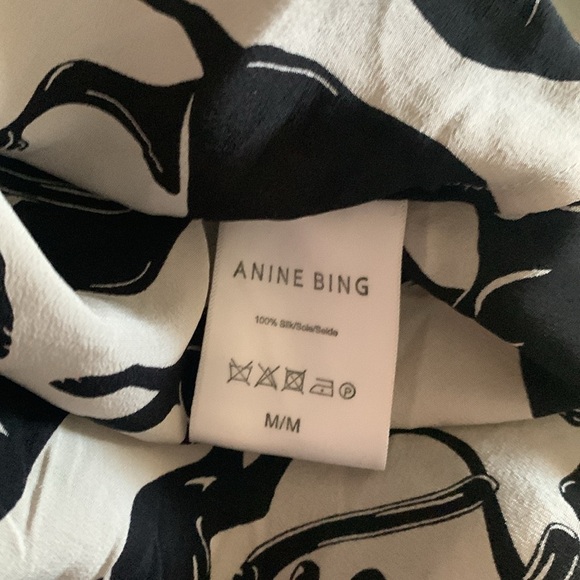 ANINE BING
100% Silk/Soie/Seide
P
M/M